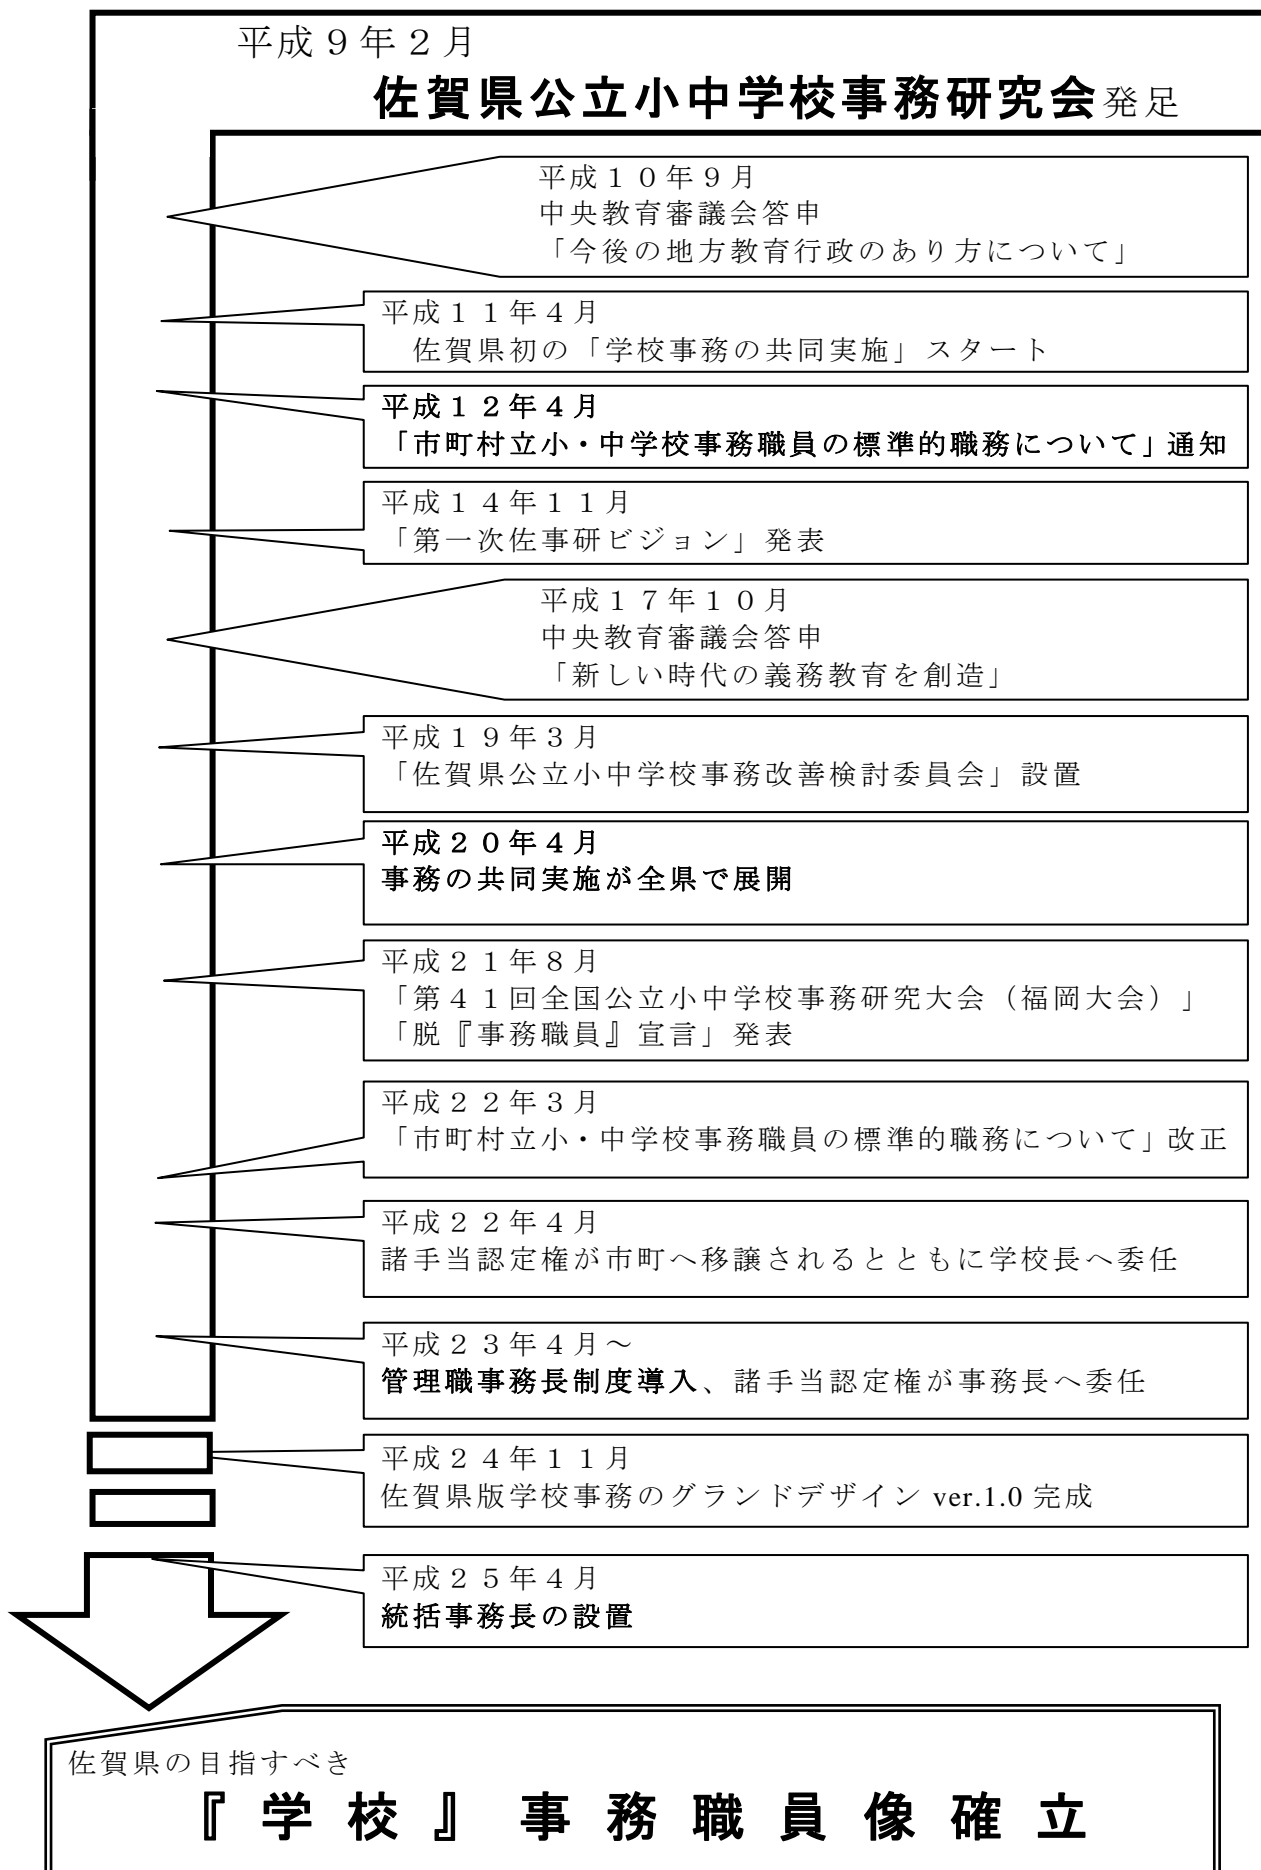 平成９年２月
佐賀県公立小中学校事務研究会発足
平成１０年９月
中央教育審議会答申
「今後の地方教育行政のあり方について」
平成１１年４月
佐賀県初の「学校事務の共同実施」スタート
平成１２年４月
「市町村立小・中学校事務職員の標準的職務について」通知
平成１４年１１月
「第一次佐事研ビジョン」発表
平成１７年１０月
中央教育審議会答申
「新しい時代の義務教育を創造」
平成１９年３月
「佐賀県公立小中学校事務改善検討委員会」設置
平成２０年４月
事務の共同実施が全県で展開
平成２１年８月
「第４１回全国公立小中学校事務研究大会（福岡大会）」
「脱『事務職員』宣言」発表
平成２２年３月
「市町村立小・中学校事務職員の標準的職務について」改正
平成２２年４月
諸手当認定権が市町へ移譲されるとともに学校長へ委任
平成２３年４月～
管理職事務長制度導入、諸手当認定権が事務長へ委任
平成２４年１１月
佐賀県版学校事務のグランドデザイン ver.1.0 完成
平成２５年４月
統括事務長の設置
佐賀県の目指すべき
『学校』事務職員像確立